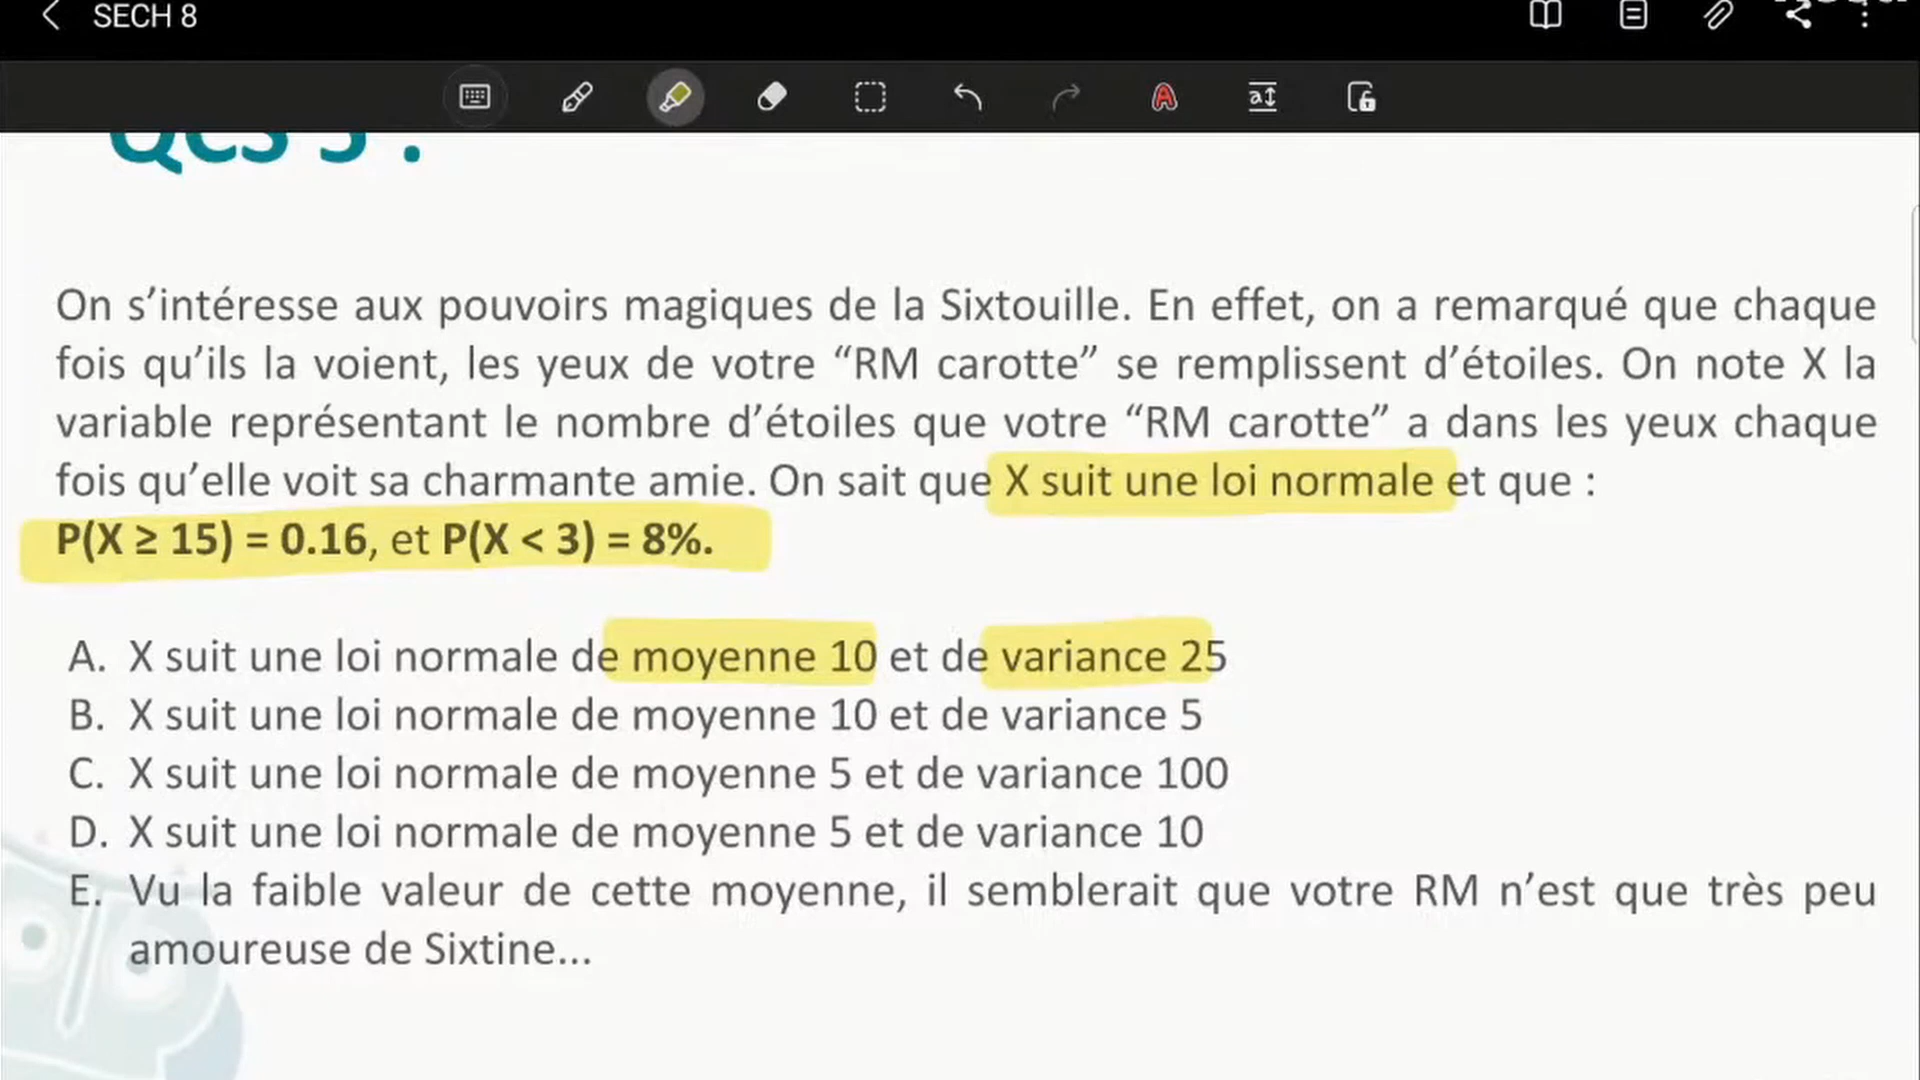 SECH 8
QCS 5 :
On s’intéresse aux pouvoirs magiques de la Sixtouille. En effet, on a remarqué que chaque
fois qu’ils la voient, les yeux de votre “RM carotte” se remplissent d’étoiles. On note X la
variable représentant le nombre d’étoiles que votre “RM carotte” a dans les yeux chaque
fois qu’elle voit sa charmante amie. On sait que X suit une loi normale et que :
P(X ≥ 15) = 0.16, et P(X < 3) = 8%.
A. X suit une loi normale de moyenne 10 et de variance 25
B. X suit une loi normale de moyenne 10 et de variance 5
C. X suit une loi normale de moyenne 5 et de variance 100
D. X suit une loi normale de moyenne 5 et de variance 10
E. Vu la faible valeur de cette moyenne, il semblerait que votre RM n’est que très peu
amoureuse de Sixtine...